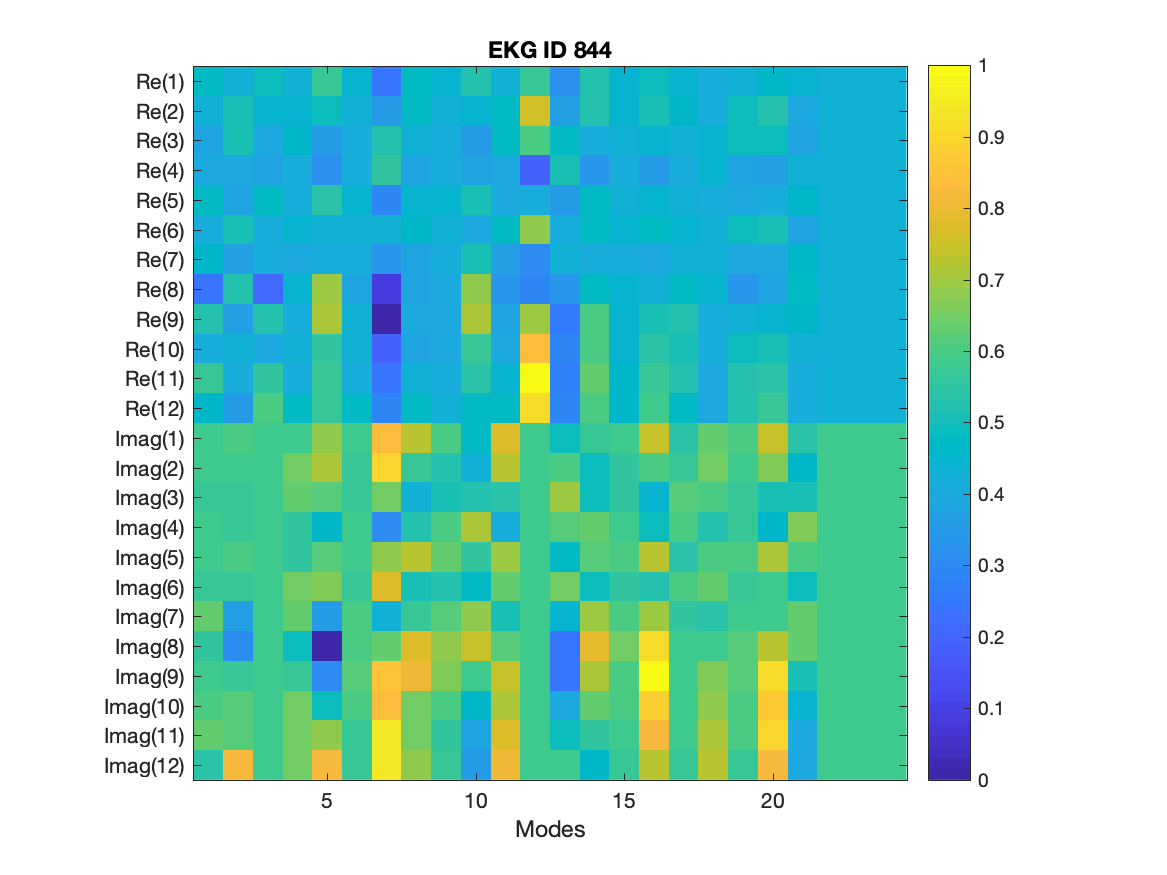 EKG ID 844
Re(1)
Re(2)
Re(3)
Re(4)
Re(5)
Re(6)
Re(7)
Re(8)
Re(9)
Re(10)
Re(11)
Re(12)
Imag(1)
Imag(2)
Imag(3)
Imag(4)
Imag(5)
Imag(6)
Imag(7)
Imag(8)
Imag(9)
Imag(10)
Imag(11)
Imag(12)
5 10 15 20
Modes
1
0.9
0.8
0.7
0.6
0.5
0.4
0.3
0.2
0.1
0